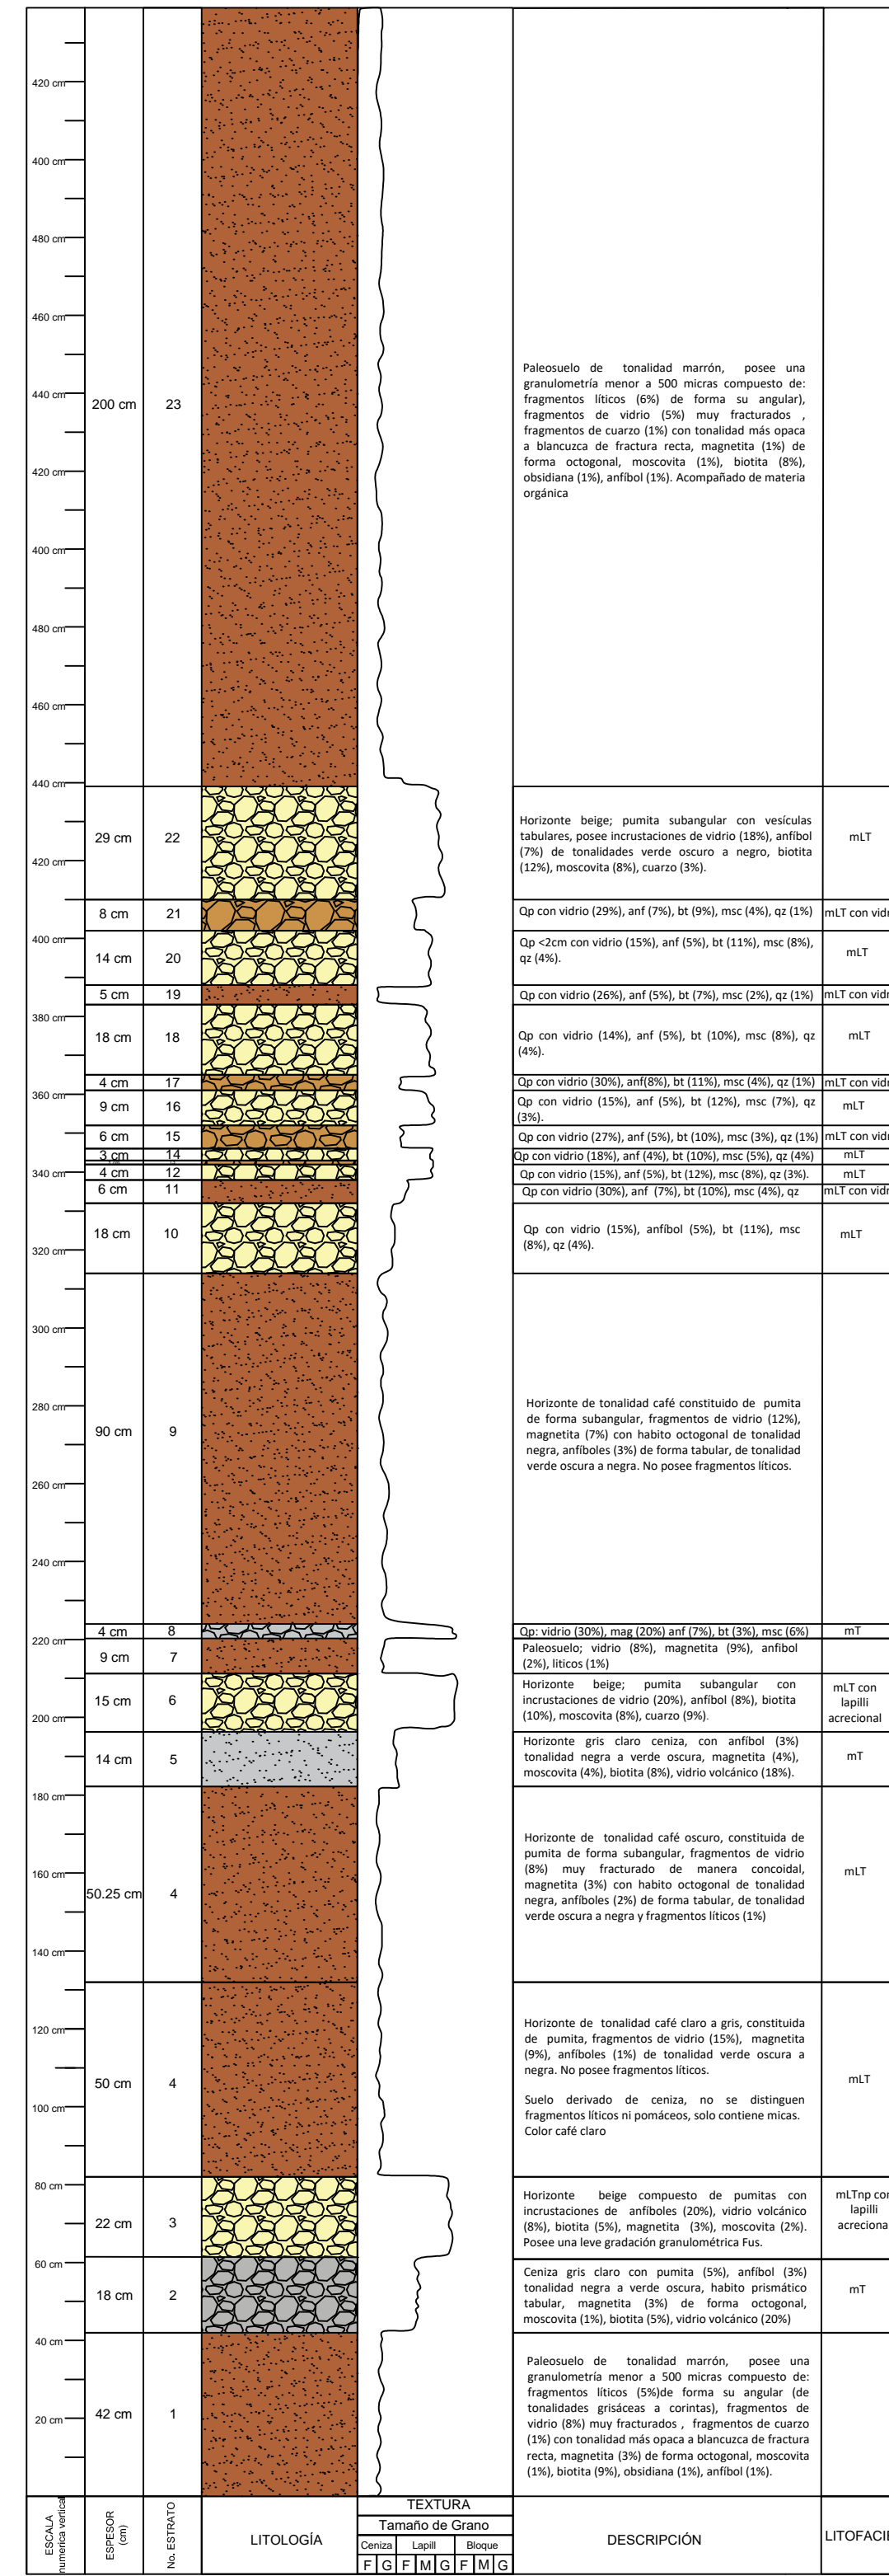 420 cm
400 cm
480 cm
460 cm
440 cm
420 cm
400 cm
480 cm
460 cm
440 cm
200 cm
23
Paleosuelo de tonalidad marrón, posee una
granulometría menor a 500 micras compuesto de:
fragmentos líticos (6%) de forma su angular),
fragmentos de vidrio (5%) muy fracturados ,
fragmentos de cuarzo (1%) con tonalidad más opaca
a blancuzca de fractura recta, magnetita (1%) de
forma octogonal, moscovita (1%), biotita (8%),
obsidiana (1%), anfíbol (1%). Acompañado de materia
orgánica
29 cm
22
420 cm
Horizonte beige; pumita subangular con vesículas
tabulares, posee incrustaciones de vidrio (18%), anfíbol
(7%) de tonalidades verde oscuro a negro, biotita
(12%), moscovita (8%), cuarzo (3%).
mLT
8 cm
21
Qp con vidrio (29%), anf (7%), bt (9%), msc (4%), qz (1%)
mLT con vidr
400 cm
14 cm
20
Qp <2cm con vidrio (15%), anf (5%), bt (11%), msc (8%),
qz (4%).
mLT
5 cm
19
Qp con vidrio (26%), anf (5%), bt (7%), msc (2%), qz (1%)
mLT con vidr
380 cm
18 cm
18
Qp con vidrio (14%), anf (5%), bt (10%), msc (8%), qz
(4%).
mLT
4 cm
17
Qp con vidrio (30%), anf(8%), bt (11%), msc (4%), qz (1%)
mLT con vidr
360 cm
9 cm
16
Qp con vidrio (15%), anf (5%), bt (12%), msc (7%), qz
(3%).
mLT
6 cm
15
Qp con vidrio (27%), anf (5%), bt (10%), msc (3%), qz (1%)
mLT con vidr
3 cm
14
Qp con vidrio (18%), anf (4%), bt (10%), msc (5%), qz (4%)
mLT
340 cm
4 cm
12
Qp con vidrio (15%), anf (5%), bt (12%), msc (8%), qz (3%).
mLT
6 cm
11
Qp con vidrio (30%), anf (7%), bt (10%), msc (4%), qz
mLT con vidr
320 cm
18 cm
10
Qp con vidrio (15%), anfíbol (5%), bt (11%), msc
(8%), qz (4%).
mLT
300 cm
280 cm
260 cm
240 cm
90 cm
9
Horizonte de tonalidad café constituido de pumita
de forma subangular, fragmentos de vidrio (12%),
magnetita (7%) con habito octogonal de tonalidad
negra, anfíboles (3%) de forma tabular, de tonalidad
verde oscura a negra. No posee fragmentos líticos.
4 cm
8
Qp: vidrio (30%), mag (20%) anf (7%), bt (3%), msc (6%)
mT
220 cm
9 cm
7
Paleosuelo; vidrio (8%), magnetita (9%), anfibol
(2%), liticos (1%)
200 cm
15 cm
6
Horizonte beige; pumita subangular con
incrustaciones de vidrio (20%), anfíbol (8%), biotita
(10%), moscovita (8%), cuarzo (9%).
mLT con
lapilli
acrecional
14 cm
5
Horizonte gris claro ceniza, con anfíbol (3%)
tonalidad negra a verde oscura, magnetita (4%),
moscovita (4%), biotita (8%), vidrio volcánico (18%).
mT
180 cm
160 cm
140 cm
50.25 cm
4
Horizonte de tonalidad café oscuro, constituida de
pumita de forma subangular, fragmentos de vidrio
(8%) muy fracturado de manera concoidal,
magnetita (3%) con habito octogonal de tonalidad
negra, anfíboles (2%) de forma tabular, de tonalidad
verde oscura a negra y fragmentos líticos (1%)
mLT
120 cm
100 cm
50 cm
4
Horizonte de tonalidad café claro a gris, constituida
de pumita, fragmentos de vidrio (15%), magnetita
(9%), anfíboles (1%) de tonalidad verde oscura a
negra. No posee fragmentos líticos.
Suelo derivado de ceniza, no se distinguen
fragmentos líticos ni pomáceos, solo contiene micas.
Color café claro
mLT
80 cm
22 cm
3
Horizonte beige compuesto de pumitas con
incrustaciones de anfíboles (20%), vidrio volcánico
(8%), biotita (5%), magnetita (3%), moscovita (2%).
Posee una leve gradación granulométrica Fus.
mLTnp con
lapilli
acreciona
60 cm
18 cm
2
Ceniza gris claro con pumita (5%), anfíbol (3%)
tonalidad negra a verde oscura, habito prismático
tabular, magnetita (3%) de forma octogonal,
moscovita (1%), biotita (5%), vidrio volcánico (20%)
mT
40 cm
20 cm
42 cm
1
Paleosuelo de tonalidad marrón, posee una
granulometría menor a 500 micras compuesto de:
fragmentos líticos (5%)de forma su angular (de
tonalidades grisáceas a corintas), fragmentos de
vidrio (8%) muy fracturados , fragmentos de cuarzo
(1%) con tonalidad más opaca a blancuzca de fractura
recta, magnetita (3%) de forma octogonal, moscovita
(1%), biotita (9%), obsidiana (1%), anfíbol (1%).
ESCALA
numerica vertical
ESPESOR
(cm)
No. ESTRATO
LITOLOGÍA
TEXTURA
Tamaño de Grano
Ceniza Lapill Bloque
F G F M G F M G
DESCRIPCIÓN
LITOFACIE